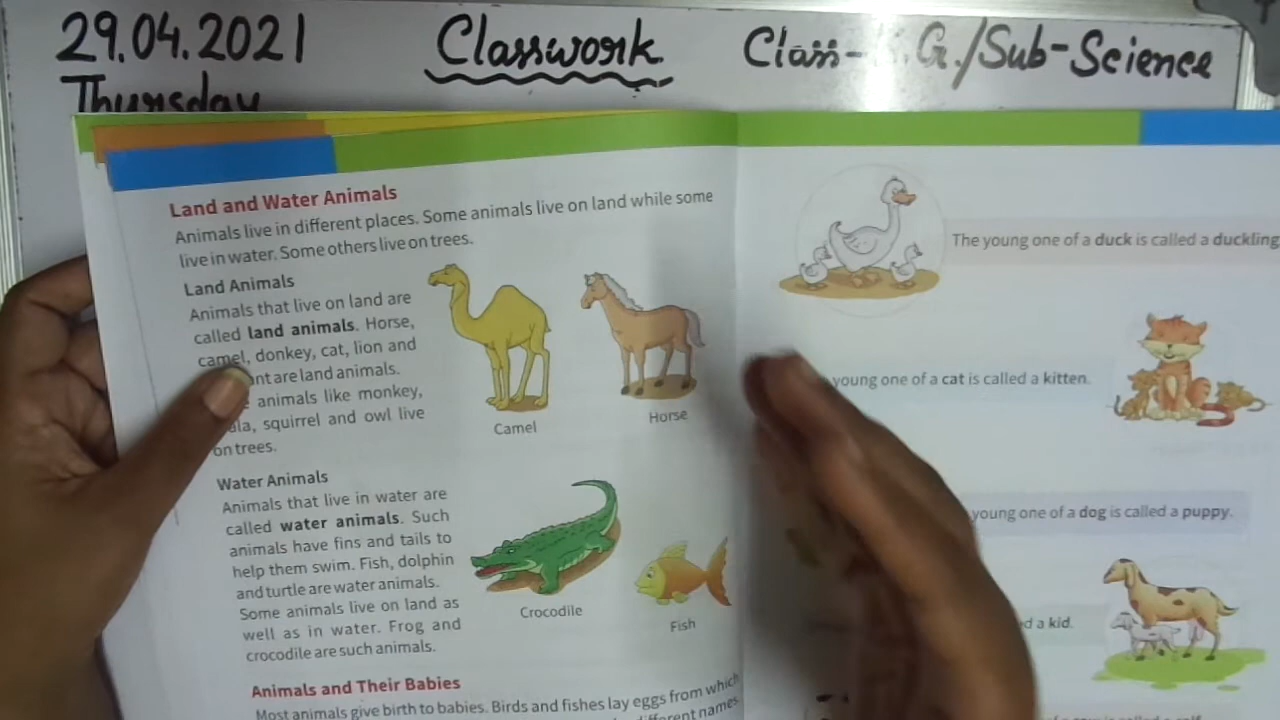 29.04.2021 Classwork Class- .G./Sub-Science
Thursday
Land and Water Animals
Animals live in different places. Some animals live on land while some
live in water. Some others live on trees.
Land Animals
Animals that live on land are
called land animals. Horse,
camel, donkey, cat, lion and
are land animals.
animals like monkey,
squirrel and owl live
on trees.
Camel
Horse
Water Animals
Animals that live in water are
called water animals. Such
animals have fins and tails to
help them swim. Fish, dolphin
and turtle are water animals.
Some animals live on land as
well as in water. Frog and
crocodile are such animals.
Crocodile
Fish
Animals and Their Babies
Most animals give birth to babies. Birds and fishes lay eggs from which
names
The young one of a duck is called a duckling
young one of a cat is called a kitten.
young one of a dog is called a puppy.
a kid.